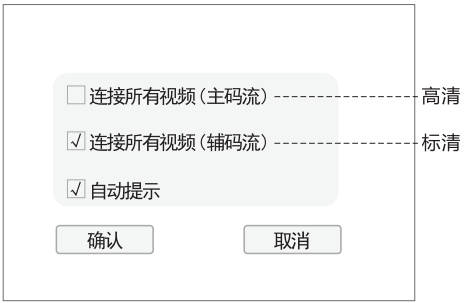 连接所有视频(主码流) 高清
√ 连接所有视频(辅码流) 标清
√ 自动提示
确认 取消